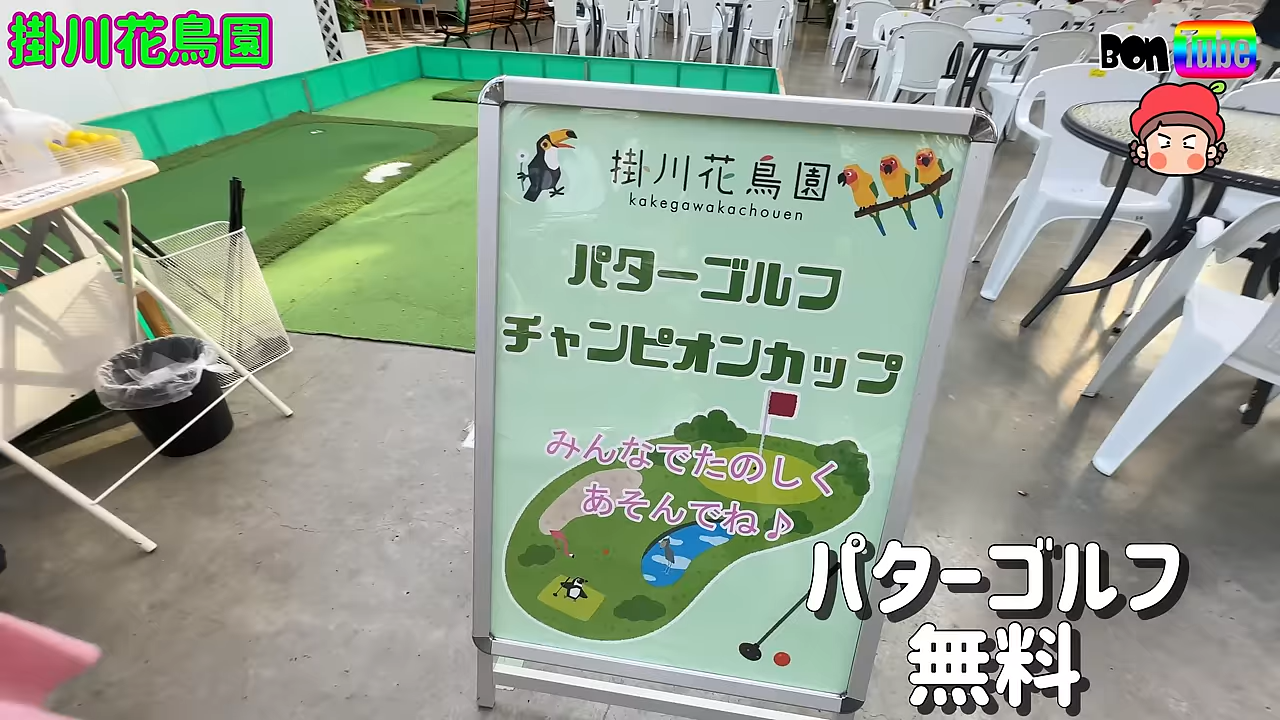 掛川花鳥園
BON Tube
掛川花鳥園
kakegawakachouen
パターゴルフ
チャンピオンカップ
みんなでたのしく
あそんでね♪
パターゴルフ
無料